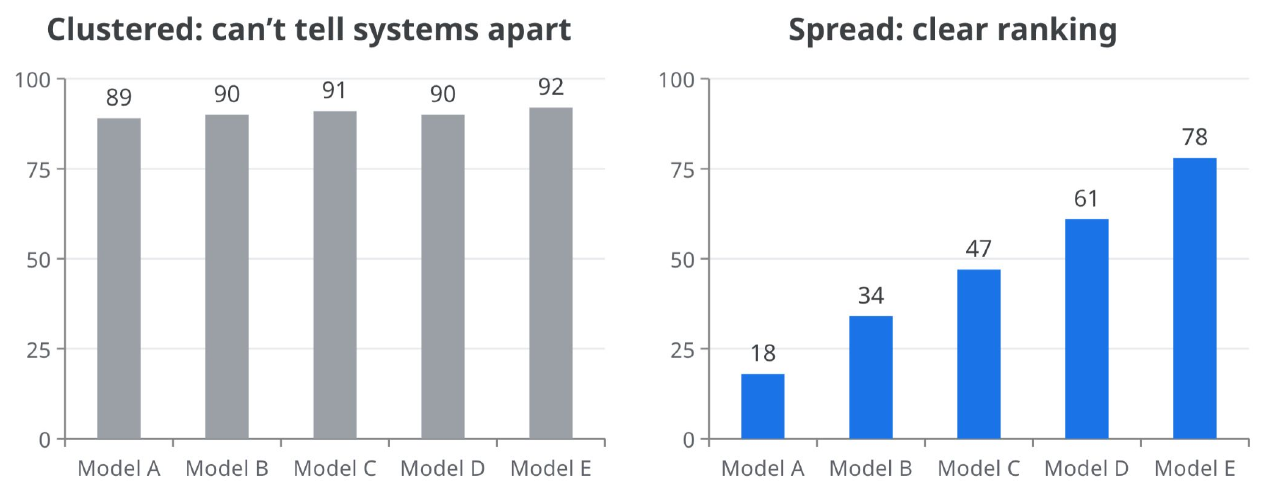 Clustered: can’t tell systems apart
100
75
50
25
0
89
90
91
90
92
Model A
Model B
Model C
Model D
Model E
Spread: clear ranking
100
75
50
25
0
18
34
47
61
78
Model A
Model B
Model C
Model D
Model E